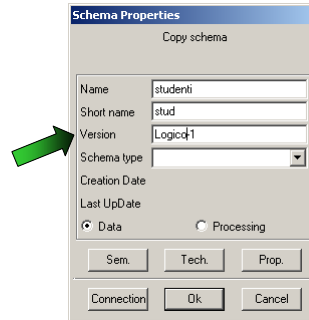 Schema Properties
Copy schema
Name studenti
Short name stud
Version Logico-1
Schema type
Creation Date
Last UpDate
Data Processing
Sem. Tech. Prop.
Connection Ok Cancel